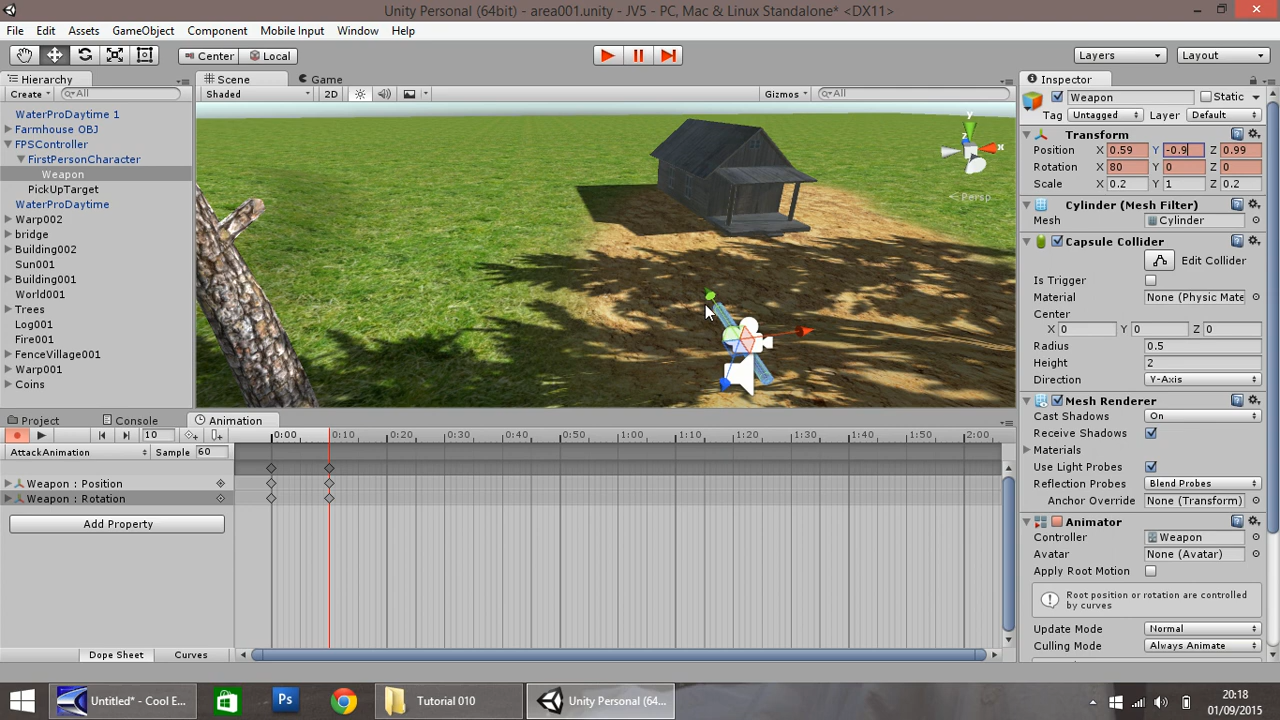 Unity Personal (64bit) - area001.unity - JV5 - PC, Mac & Linux Standalone* <DX11>
File Edit Assets GameObject Component Mobile Input Window Help
Center Local Layers Layout
Hierarchy
Create All
WaterProDaytime 1
Farmhouse OBJ
FPSController
FirstPersonCharacter
Weapon
PickUpTarget
WaterProDaytime
Warp002
bridge
Building002
Sun001
Building001
World001
Trees
Log001
Fire001
FenceVillage001
Warp001
Coins
Scene Game
Shaded 2D Gizmos All
y
z
x
Persp
Inspector
Weapon Static
Tag Untagged Layer Default
Transform
Position X 0.59 Y -0.9 Z 0.99
Rotation X 80 Y 0 Z 0
Scale X 0.2 Y 1 Z 0.2
Cylinder (Mesh Filter)
Mesh Cylinder
Capsule Collider
Edit Collider
Is Trigger
Material None (Physic Mate
Center
X 0 Y 0 Z 0
Radius 0.5
Height 2
Direction Y-Axis
Mesh Renderer
Cast Shadows On
Receive Shadows
Materials
Use Light Probes
Reflection Probes Blend Probes
Anchor Override None (Transform)
Animator
Controller Weapon
Avatar None (Avatar)
Apply Root Motion
Root position or rotation are controlled
by curves
Update Mode Normal
Culling Mode Always Animate
Project Console Animation
10 0:00 0:10 0:20 0:30 0:40 0:50 1:00 1:10 1:20 1:30 1:40 1:50 2:00
AttackAnimation Sample 60
Weapon : Position
Weapon : Rotation
Add Property
Dope Sheet Curves
Untitled* - Cool E... Ps Tutorial 010 Unity Personal (64...
20:18
01/09/2015